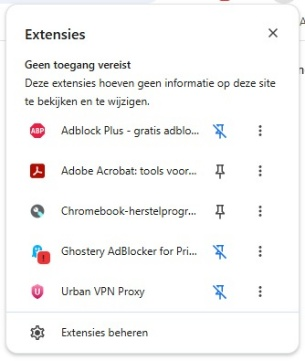 Extensies
Geen toegang vereist
Deze extensies hoeven geen informatie op deze site
te bekijken en te wijzigen.
ABP
Adblock Plus - gratis adblo...
Adobe Acrobat: tools voor...
Chromebook-herstelprogr...
Ghostery AdBlocker for Pri...
Urban VPN Proxy
Extensies beheren